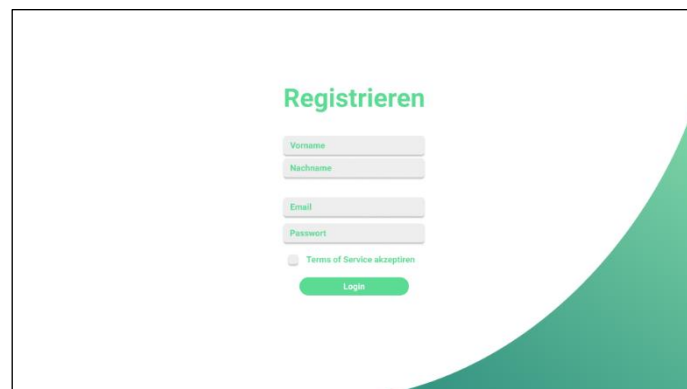 Registrieren
Vorname
Nachname
Email
Passwort
Terms of Service akzeptiren
Login